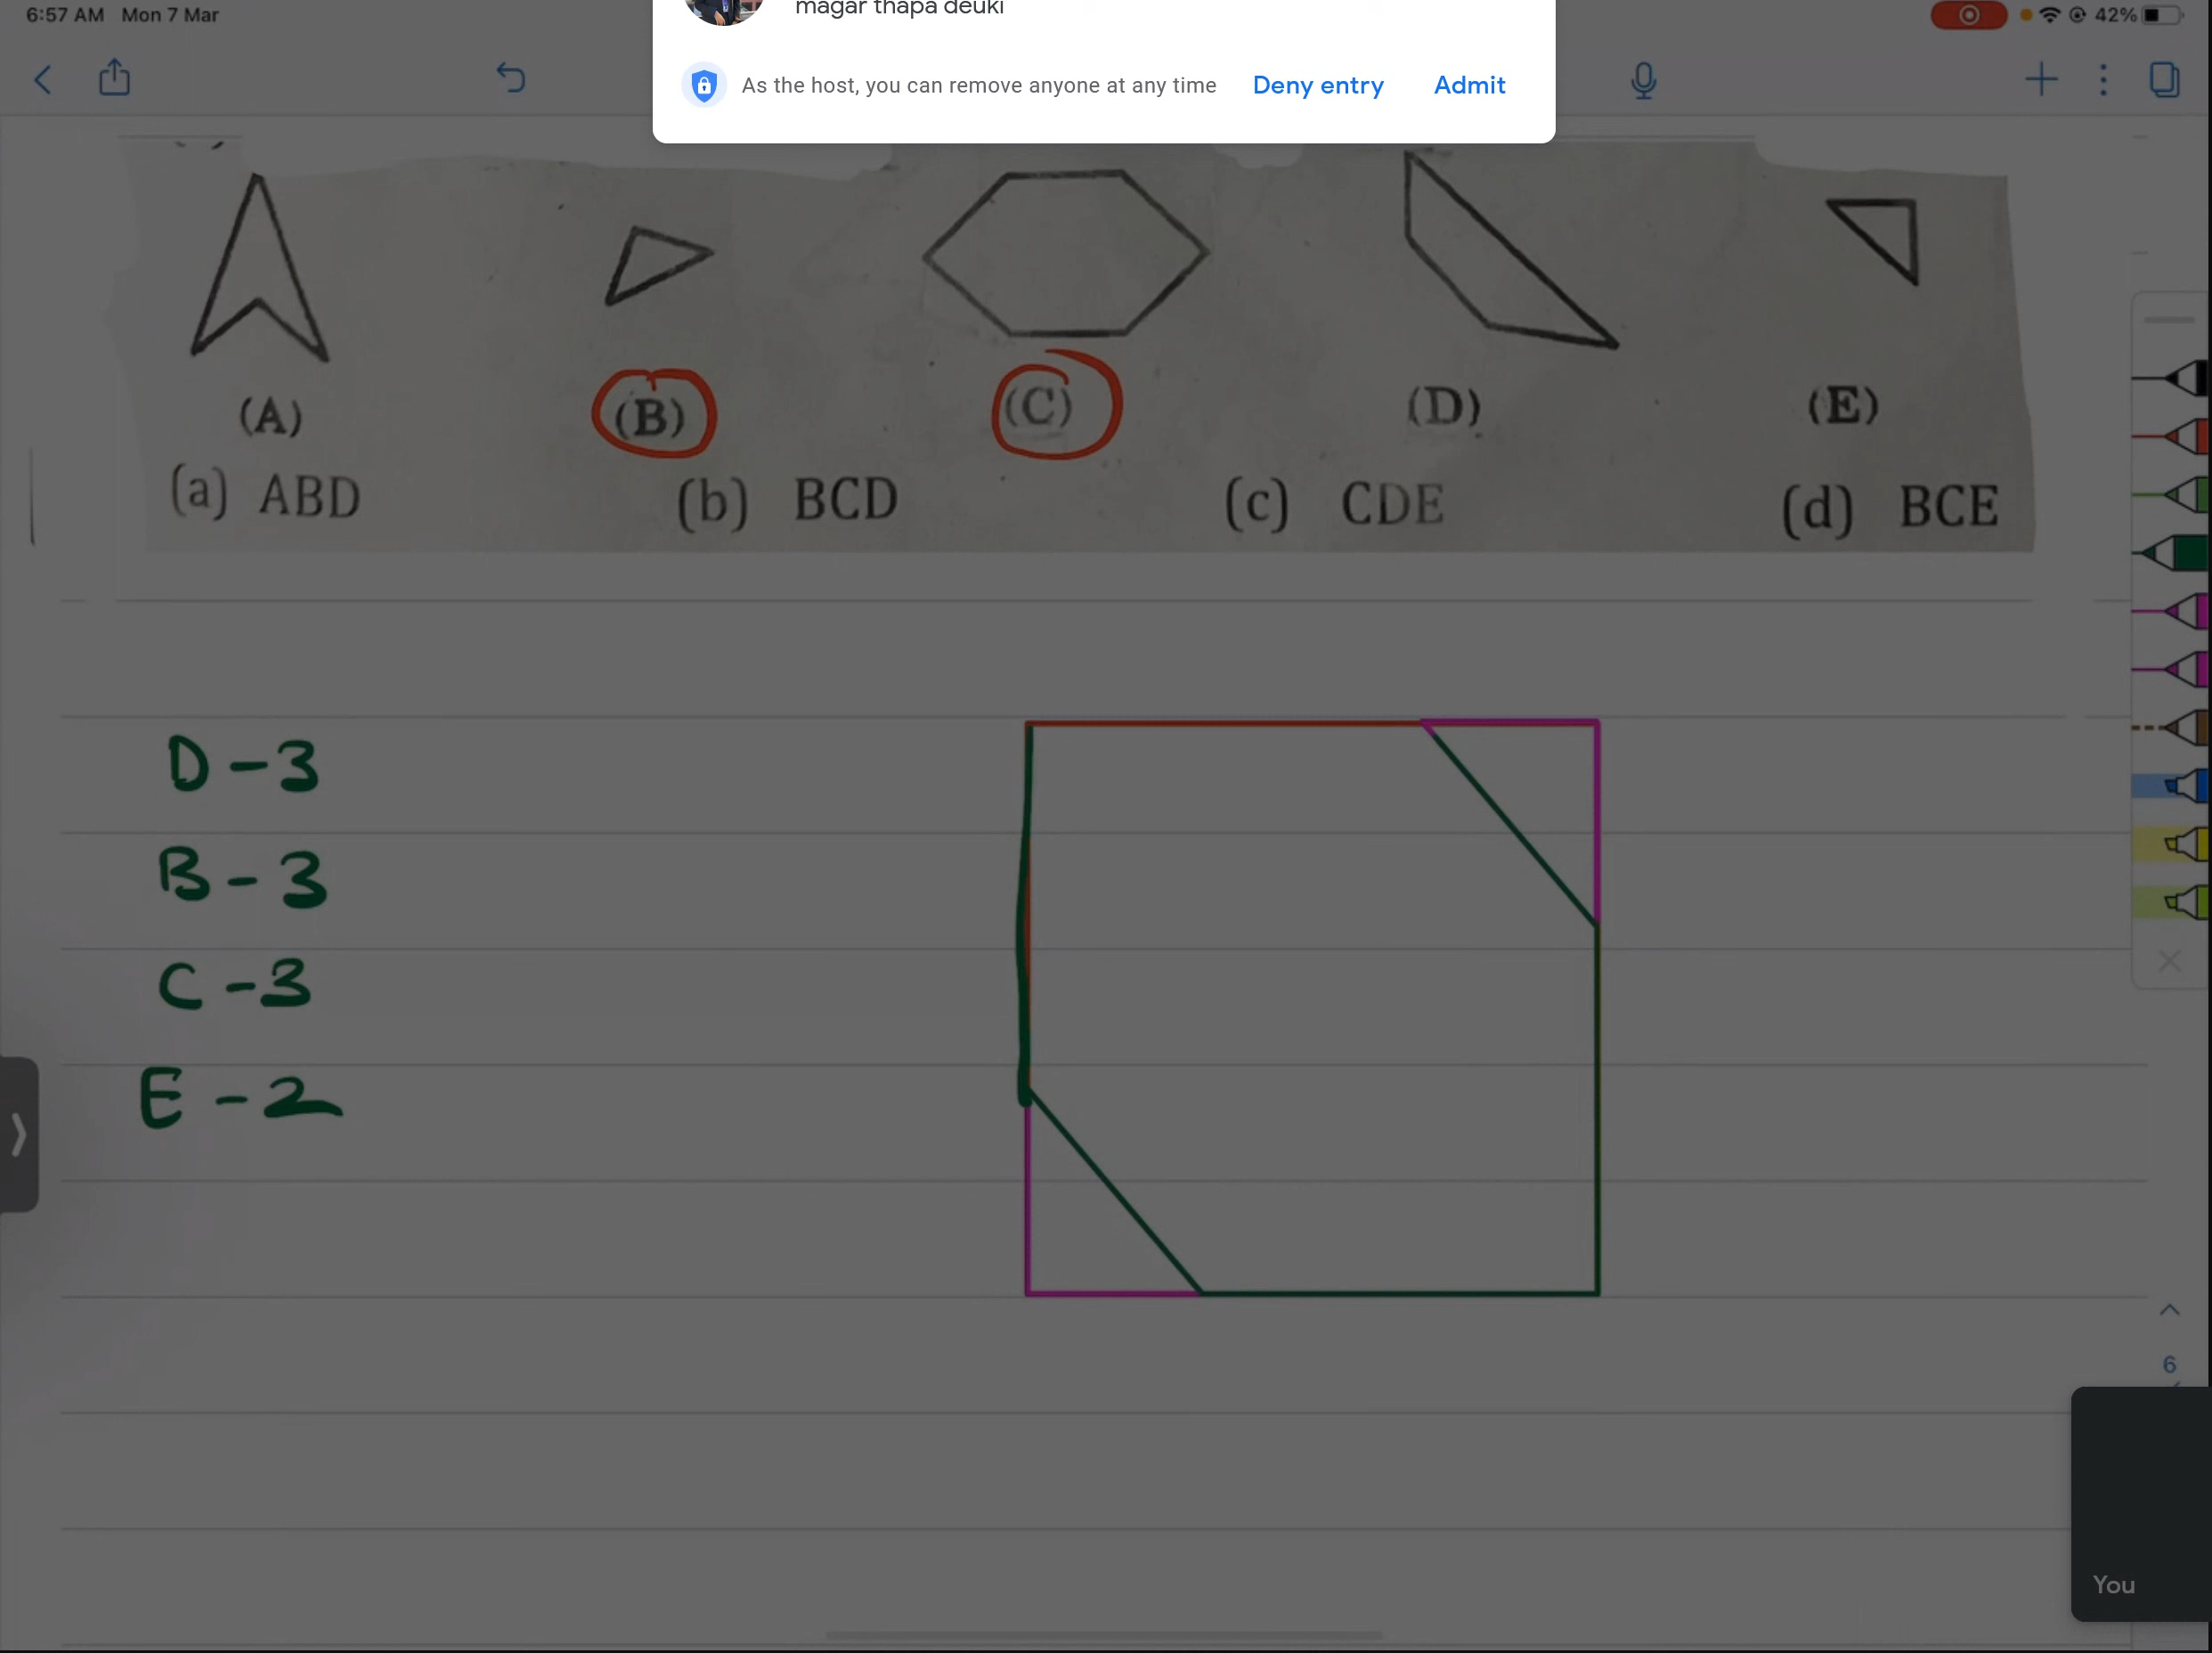 6:57 AM Mon 7 Mar
42%
magar thapa deuki
As the host, you can remove anyone at any time Deny entry Admit
(A) (B) (C) (D) (E)
(a) ABD (b) BCD (c) CDE (d) BCE
D - 3
B - 3
C - 3
E - 2
6
You